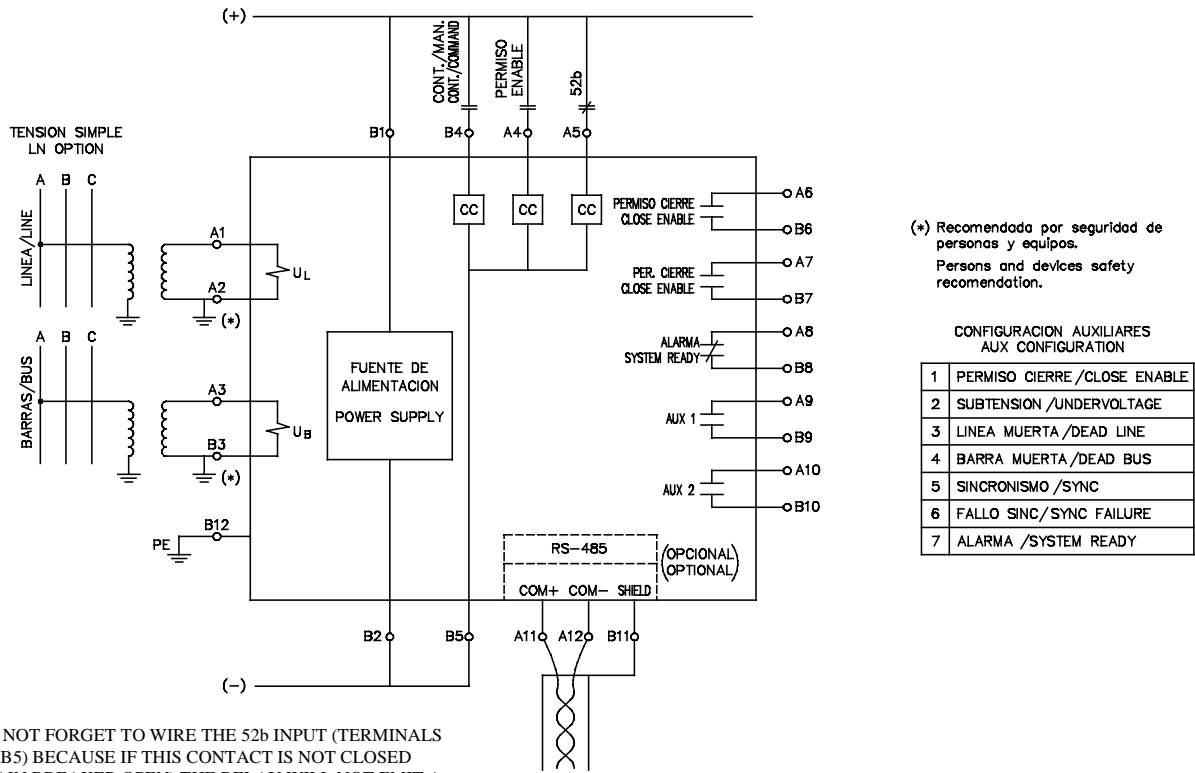 (+)
CONT./MAN.
CONT./COMMAND
PERMISO
ENABLE
52b
TENSION SIMPLE
LN OPTION
B1
B4
A4
A5
A B C
LINEA/LINE
A1
A2
(*)
UL
CC
CC
CC
PERMISO CIERRE
CLOSE ENABLE
A6
B6
PER. CIERRE
CLOSE ENABLE
A7
B7
ALARMA
SYSTEM READY
A8
B8
AUX 1
A9
B9
AUX 2
A10
B10
(*) Recomendada por seguridad de
personas y equipos.
Persons and devices safety
recomendation.
A B C
BARRAS/BUS
A3
B3
(*)
UB
FUENTE DE
ALIMENTACION
POWER SUPPLY
CONFIGURACION AUXILIARES
AUX CONFIGURATION
1 PERMISO CIERRE/CLOSE ENABLE
2 SUBTENSION/UNDERVOLTAGE
3 LINEA MUERTA/DEAD LINE
4 BARRA MUERTA/DEAD BUS
5 SINCRONISMO/SYNC
6 FALLO SINC/SYNC FAILURE
7 ALARMA /SYSTEM READY
B12
PE
RS-485
(OPCIONAL
OPTIONAL)
COM+ COM- SHIELD
B2
B5
A11
A12
B11
(-)
NOT FORGET TO WIRE THE 52b INPUT (TERMINALS
B5) BECAUSE IF THIS CONTACT IS NOT CLOSED